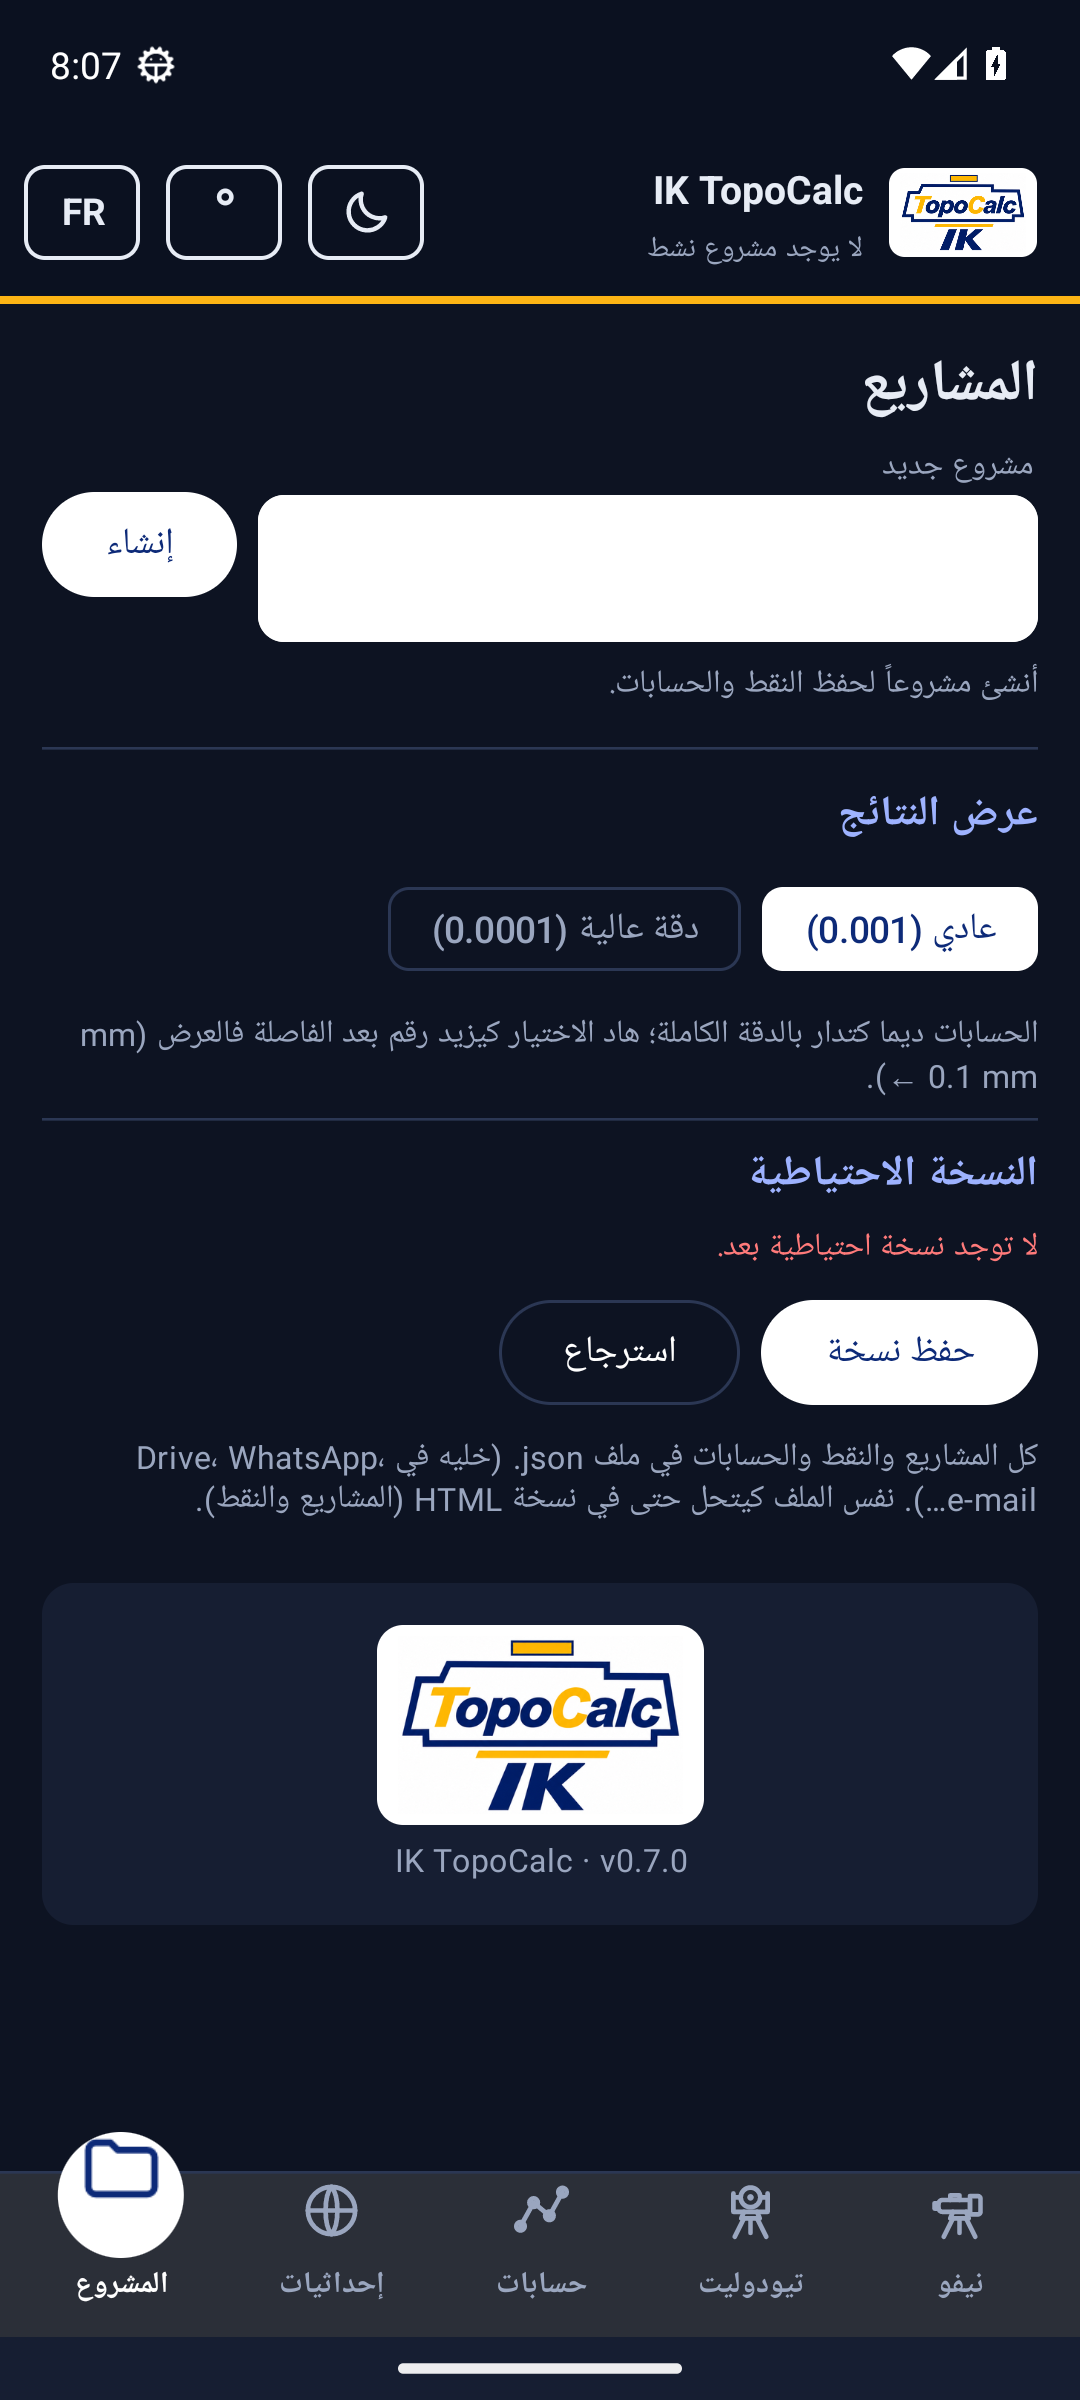 8:07
IK TopoCalc
لا يوجد مشروع نشط
FR
°
TopoCalc
IK
المشاريع
مشروع جديد
إنشاء
أنشئ مشروعاً لحفظ النقط والحسابات.
عرض النتائج
عادي (0.001)
دقة عالية (0.0001)
الحسابات ديما كتدار بالدقة الكاملة؛ هاد الاختيار كيزيد رقم بعد الفاصلة فالعرض (mm
← 0.1 mm).
النسخة الاحتياطية
لا توجد نسخة احتياطية بعد.
حفظ نسخة
استرجاع
كل المشاريع والنقط والحسابات في ملف .json (خليه في Drive، WhatsApp،
e-mail…). نفس الملف كيتحل حتى في نسخة HTML (المشاريع والنقط).
TopoCalc
IK
IK TopoCalc · v0.7.0
نيفو
تيودوليت
حسابات
إحداثيات
المشروع